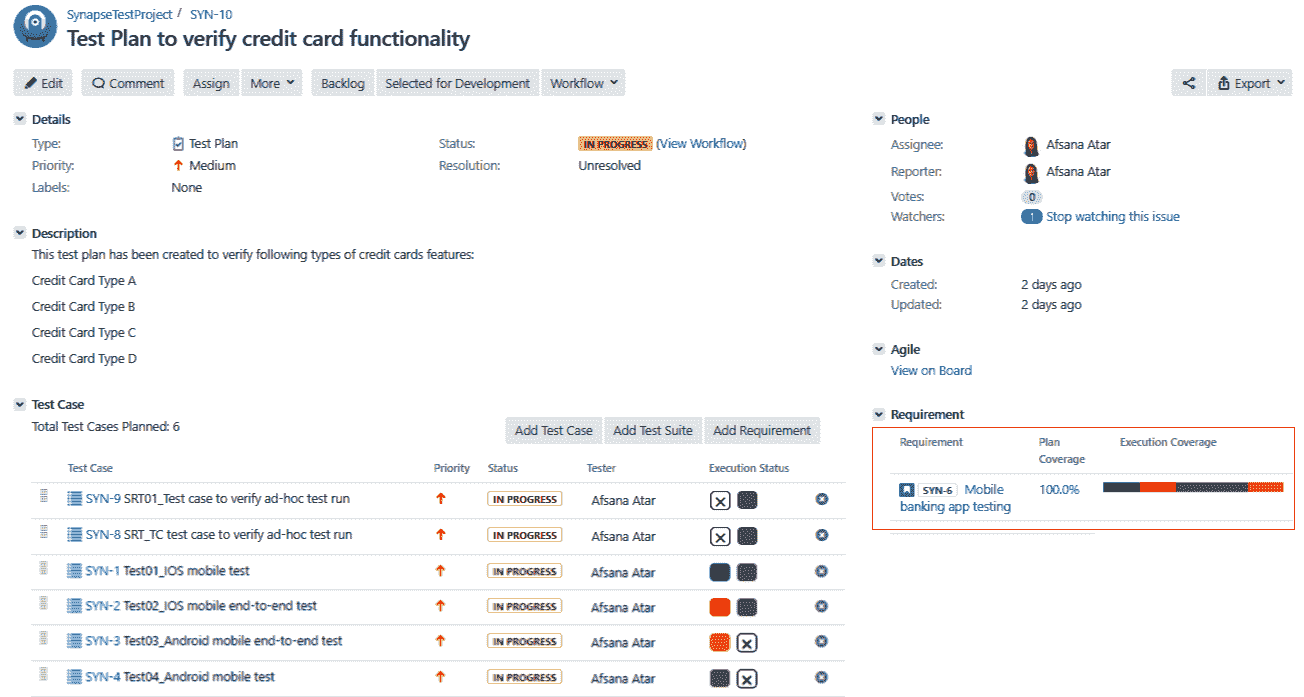 SynapseTestProject / SYN-10
Test Plan to verify credit card functionality
Edit Comment Assign More Backlog Selected for Development Workflow Export
Details
Type: Test Plan Status: IN PROGRESS (View Workflow)
Priority: Medium Resolution: Unresolved
Labels: None
Description
This test plan has been created to verify following types of credit cards features:
Credit Card Type A
Credit Card Type B
Credit Card Type C
Credit Card Type D
Test Case
Total Test Cases Planned: 6
Add Test Case Add Test Suite Add Requirement
Test Case Priority Status Tester Execution Status
SYN-9 SRT01_Test case to verify ad-hoc test run IN PROGRESS Afsana Atar
SYN-8 SRT_TC test case to verify ad-hoc test run IN PROGRESS Afsana Atar
SYN-1 Test01_IOS mobile test IN PROGRESS Afsana Atar
SYN-2 Test02_IOS mobile end-to-end test IN PROGRESS Afsana Atar
SYN-3 Test03_Android mobile end-to-end test IN PROGRESS Afsana Atar
SYN-4 Test04_Android mobile test IN PROGRESS Afsana Atar
People
Assignee: Afsana Atar
Reporter: Afsana Atar
Votes: 0
Watchers: 1 Stop watching this issue
Dates
Created: 2 days ago
Updated: 2 days ago
Agile
View on Board
Requirement
Requirement Plan Execution Coverage
Coverage
SYN-6 Mobile 100.0%
banking app testing